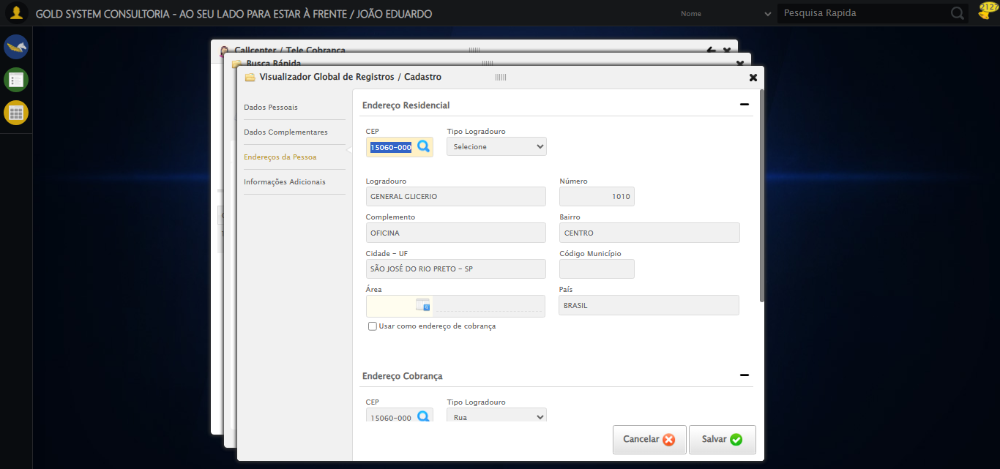 GOLD SYSTEM CONSULTORIA - AO SEU LADO PARA ESTAR À FRENTE / JOÃO EDUARDO
Nome
Pesquisa Rapida
2127
Callcenter / Tele Cobrança
Busca Rápida
Visualizador Global de Registros / Cadastro
Dados Pessoais
Dados Complementares
Endereços da Pessoa
Informações Adicionais
Endereço Residencial
CEP Tipo Logradouro
15060-000 Selecione
Logradouro Número
GENERAL GLICERIO 1010
Complemento Bairro
OFICINA CENTRO
Cidade - UF Código Município
SÃO JOSÉ DO RIO PRETO - SP
Área País
BRASIL
Usar como endereço de cobrança
Endereço Cobrança
CEP Tipo Logradouro
15060-000 Rua
Cancelar Salvar